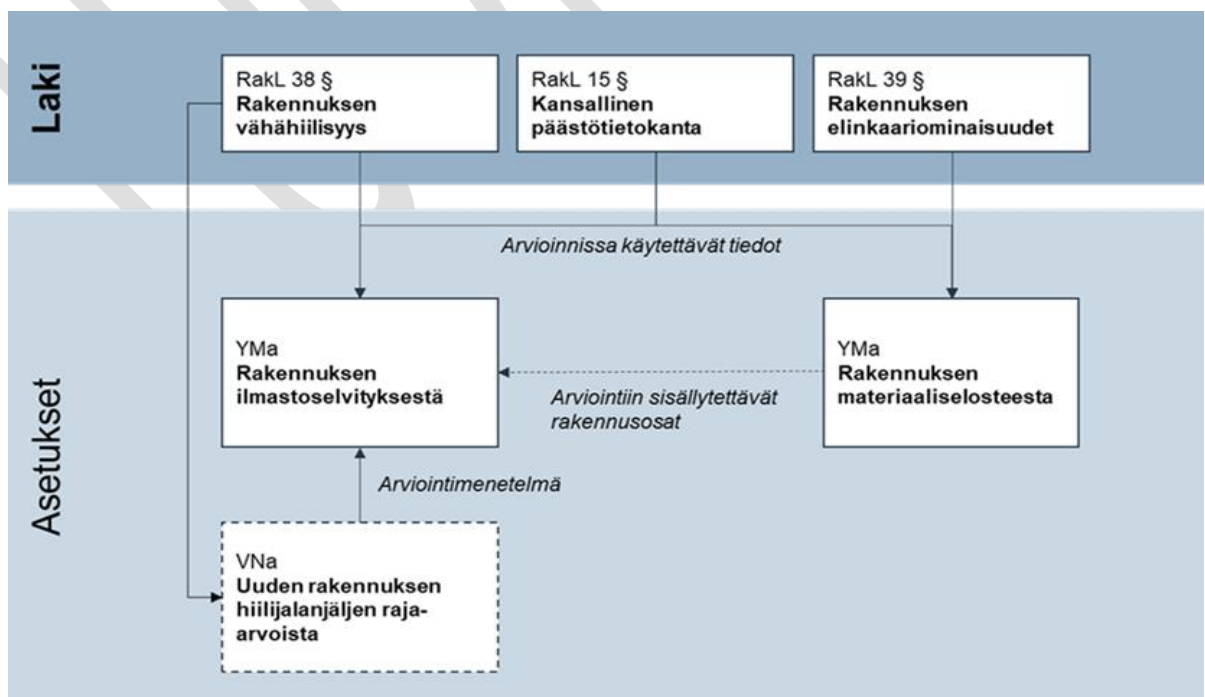 Laki
RakL 38 §
Rakennuksen
vähähiilisyys
RakL 15 §
Kansallinen
päästötietokanta
RakL 39 §
Rakennuksen
elinkaariominaisuudet
Arvioinnissa käytettävät tiedot
Asetukset
YMa
Rakennuksen
ilmastoselvityksestä
Arviointiin sisällytettävät
rakennusosat
YMa
Rakennuksen
materiaaliselosteesta
Arviointimenetelmä
VNa
Uuden rakennuksen
hiilijalanjäljen raja-
arvoista